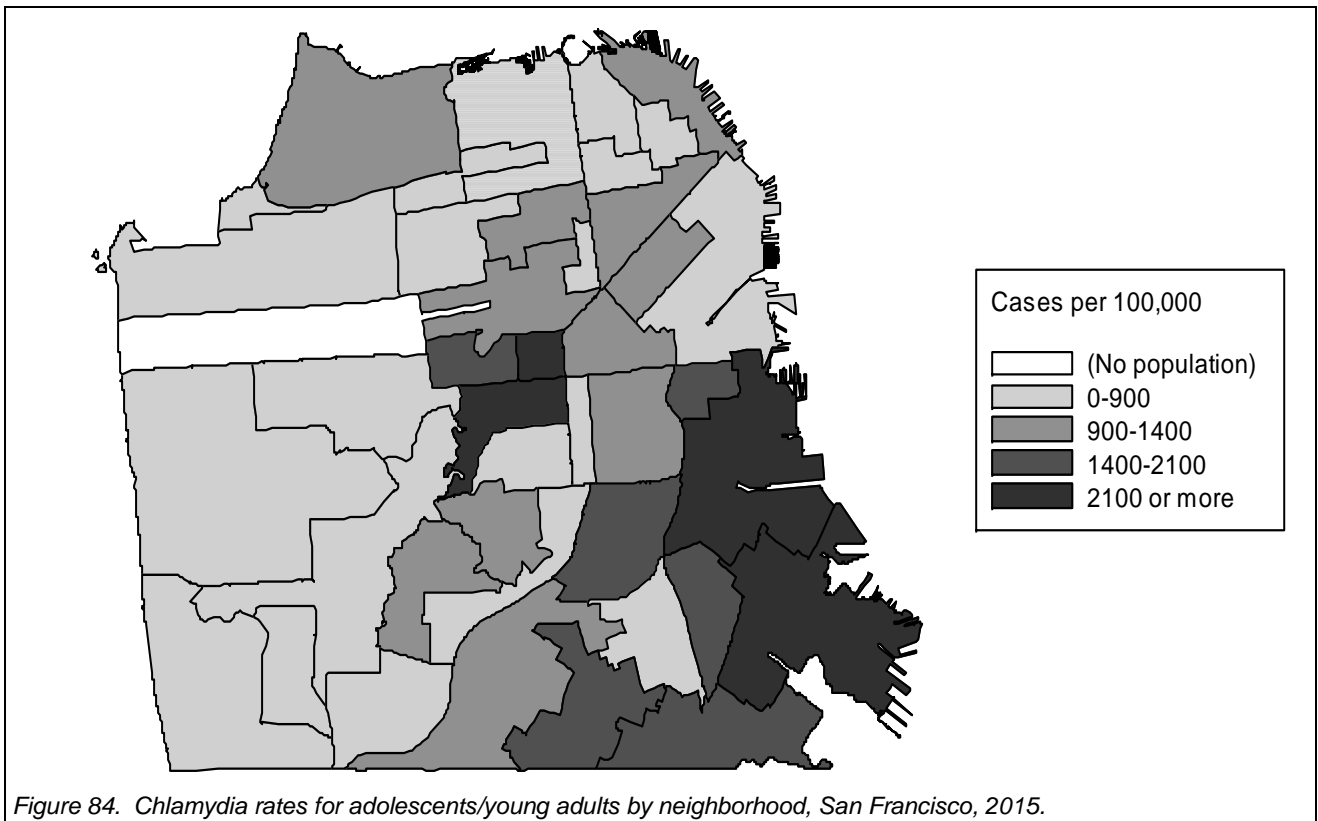 Cases per 100,000
(No population)
0-900
900-1400
1400-2100
2100 or more
Figure 84.  Chlamydia rates for adolescents/young adults by neighborhood, San Francisco, 2015.